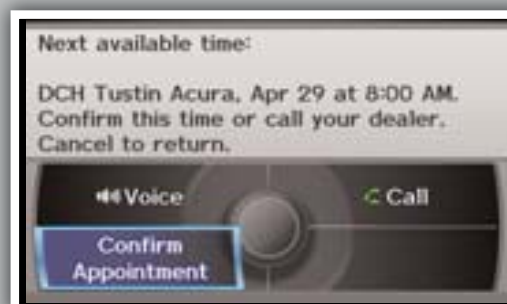 Next available time:
DCH Tustin Acura, Apr 29 at 8:00 AM.
Confirm this time or call your dealer.
Cancel to return.
Voice
Call
Confirm
Appointment